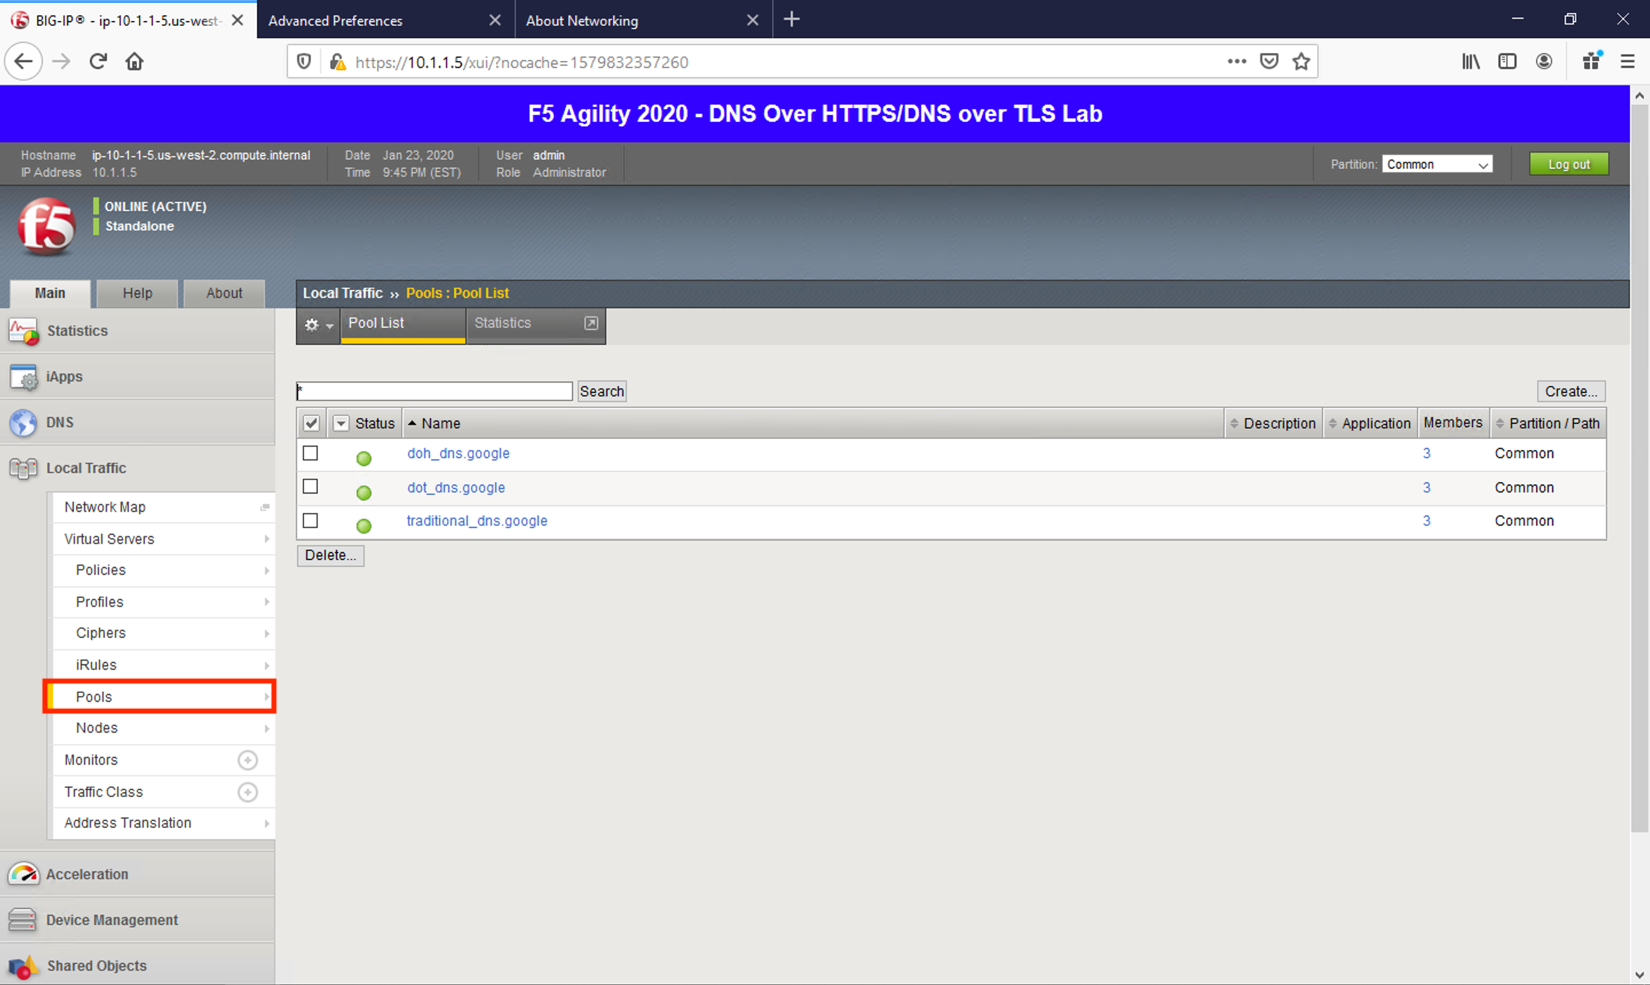 BIG-IP® - ip-10-1-1-5.us-west-
Advanced Preferences
About Networking
https://10.1.1.5/xui/?nocache=1579832357260
F5 Agility 2020 - DNS Over HTTPS/DNS over TLS Lab
Hostname ip-10-1-1-5.us-west-2.compute.internal
IP Address 10.1.1.5
Date Jan 23, 2020
Time 9:45 PM (EST)
User admin
Role Administrator
Partition: Common
Log out
f5
ONLINE (ACTIVE)
Standalone
Main Help About
Local Traffic ›› Pools : Pool List
Pool List Statistics
* Search Create...
Status Name Description Application Members Partition / Path
doh_dns.google 3 Common
dot_dns.google 3 Common
traditional_dns.google 3 Common
Delete...
Statistics
iApps
DNS
Local Traffic
Network Map
Virtual Servers
Policies
Profiles
Ciphers
iRules
Pools
Nodes
Monitors
Traffic Class
Address Translation
Acceleration
Device Management
Shared Objects